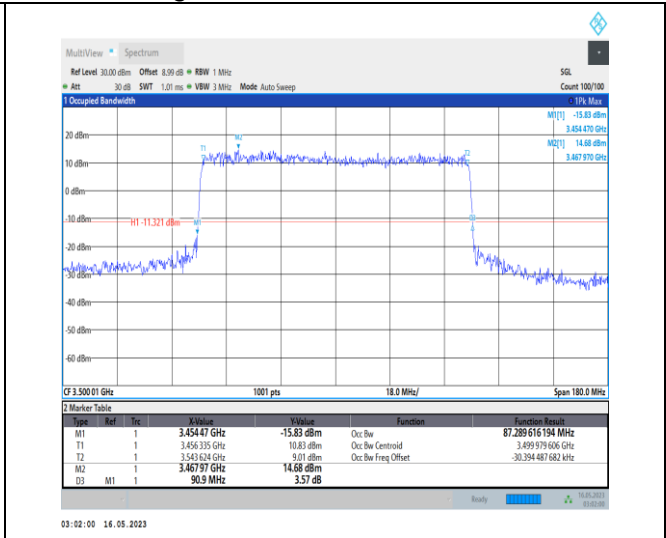 MultiView Spectrum
Ref Level 30.00 dBm Offset 8.99 dB RBW 1 MHz SGL
Att 30 dB SWT 1.01 ms VBW 3 MHz Mode Auto Sweep Count 100/100
1 Occupied Bandwidth 1Pk Max
M1[1] -15.83 dBm
3.454 470 GHz
M2[1] 14.68 dBm
3.467 970 GHz
20 dBm
M2
T1
T2
10 dBm
0 dBm
-10 dBm
H1 -11.321 dBm
M1
D3
-20 dBm
-30 dBm
-40 dBm
-50 dBm
-60 dBm
CF 3.500 01 GHz 1001 pts 18.0 MHz/ Span 180.0 MHz
2 Marker Table
Type Ref Trc X-Value Y-Value Function Function Result
M1 1 3.454 47 GHz -15.83 dBm Occ Bw 87.289 616 194 MHz
T1 1 3.456 335 GHz 10.83 dBm Occ Bw Centroid 3.499 979 606 GHz
T2 1 3.543 624 GHz 9.01 dBm Occ Bw Freq Offset -30.394 487 682 kHz
M2 1 3.467 97 GHz 14.68 dBm
D3 M1 1 90.9 MHz 3.57 dB
Ready 16.05.2023
03:02:00
03:02:00 16.05.2023